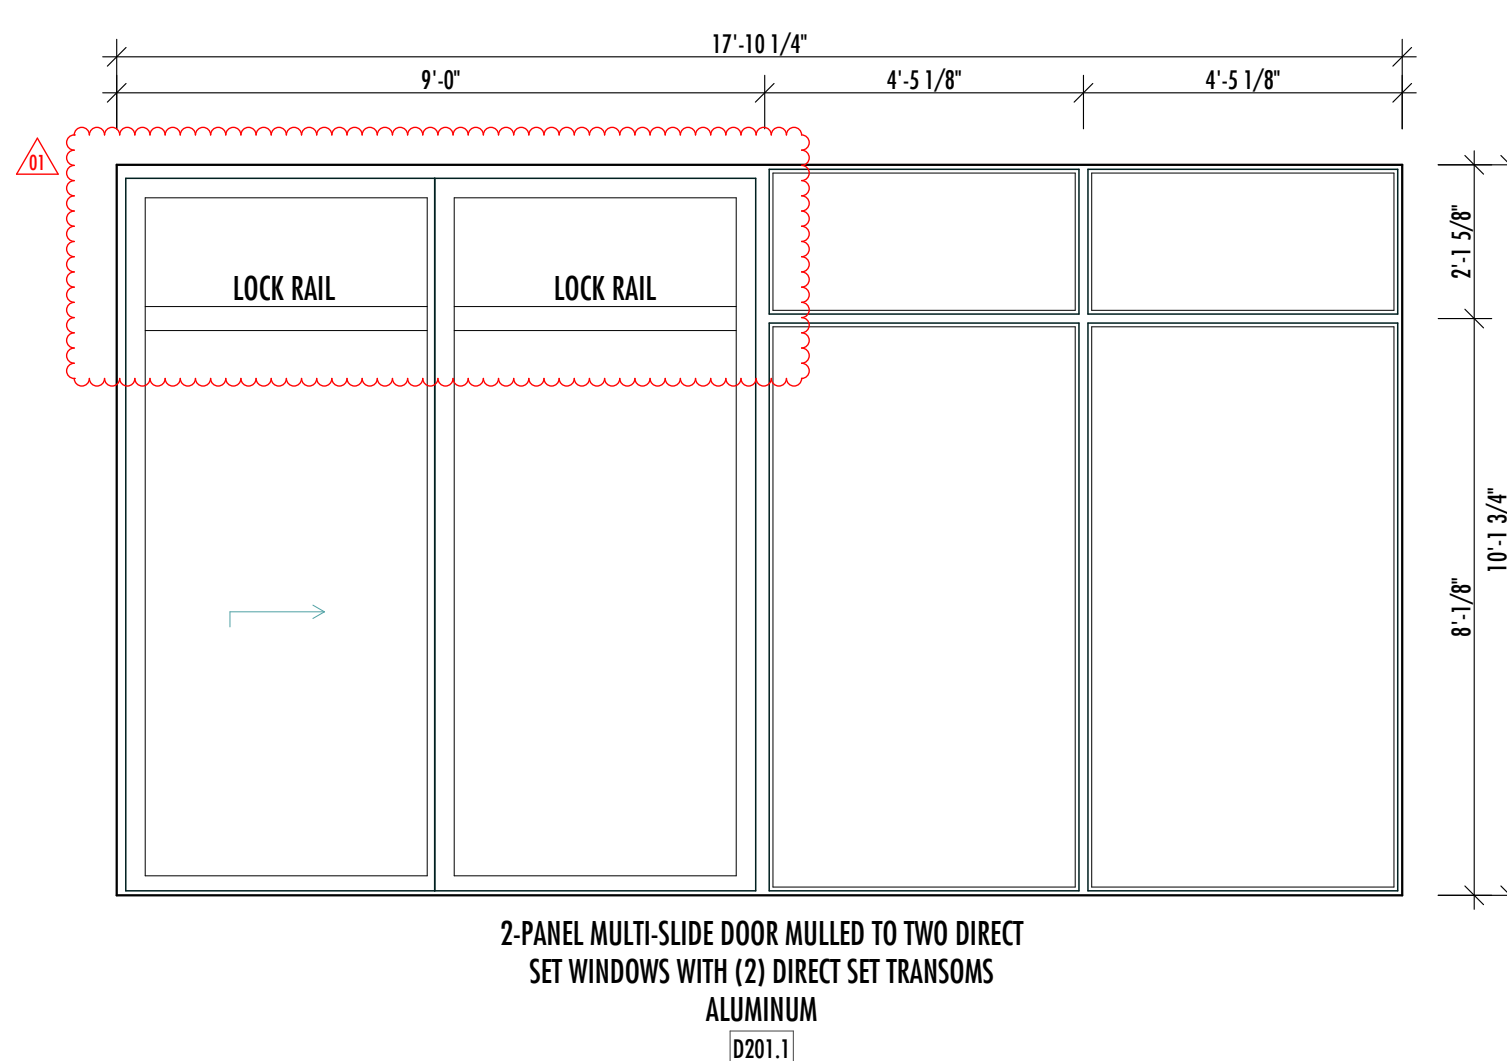 17'-10 1/4"
9'-0"
4'-5 1/8"
4'-5 1/8"
01
LOCK RAIL
LOCK RAIL
2'-1 5/8"
10'-1 3/4"
8'-1/8"
2-PANEL MULTI-SLIDE DOOR MULLED TO TWO DIRECT
SET WINDOWS WITH (2) DIRECT SET TRANSOMS
ALUMINUM
D201.1